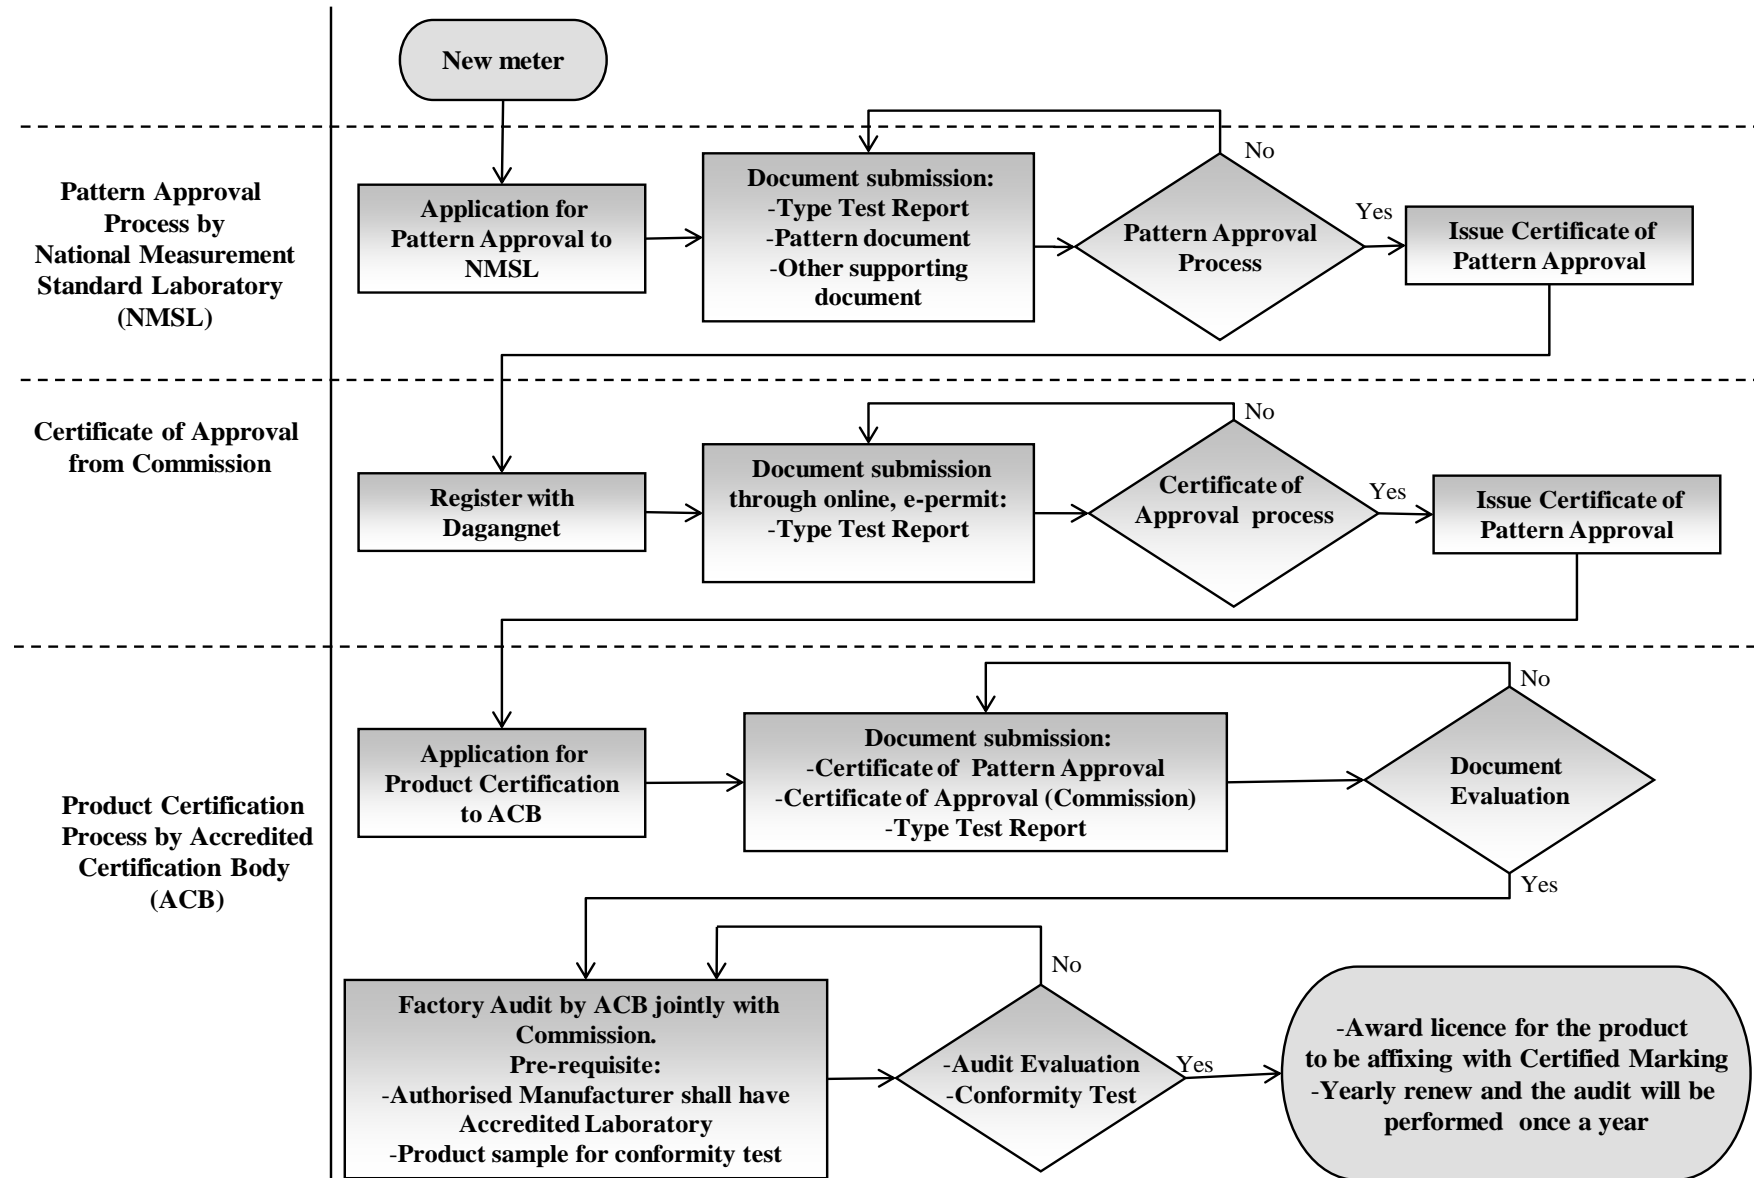 New meter
Pattern Approval
Process by
National Measurement
Standard Laboratory
(NMSL)
Application for
Pattern Approval to
NMSL
Document submission:
-Type Test Report
-Pattern document
-Other supporting
document
Pattern Approval
Process
No
Yes
Issue Certificate of
Pattern Approval
Certificate of Approval
from Commission
Register with
Dagangnet
Document submission
through online, e-permit:
-Type Test Report
Certificate of
Approval process
No
Yes
Issue Certificate of
Pattern Approval
Product Certification
Process by Accredited
Certification Body
(ACB)
Application for
Product Certification
to ACB
Document submission:
-Certificate of Pattern Approval
-Certificate of Approval (Commission)
-Type Test Report
Document
Evaluation
No
Yes
Factory Audit by ACB jointly with
Commission.
Pre-requisite:
-Authorised Manufacturer shall have
Accredited Laboratory
-Product sample for conformity test
-Audit Evaluation
-Conformity Test
No
Yes
-Award licence for the product
to be affixing with Certified Marking
-Yearly renew and the audit will be
performed once a year